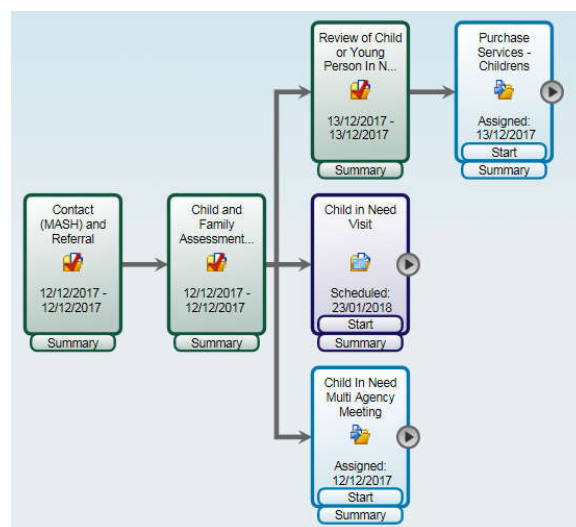 Review of Child
or Young
Person In N...
13/12/2017 -
13/12/2017
Summary
Purchase
Services -
Childrens
Assigned:
13/12/2017
Start
Summary
Contact
(MASH) and
Referral
12/12/2017 -
12/12/2017
Summary
Child and
Family
Assessment...
12/12/2017 -
12/12/2017
Summary
Child in Need
Visit
Scheduled:
23/01/2018
Start
Summary
Child In Need
Multi Agency
Meeting
Assigned:
12/12/2017
Start
Summary